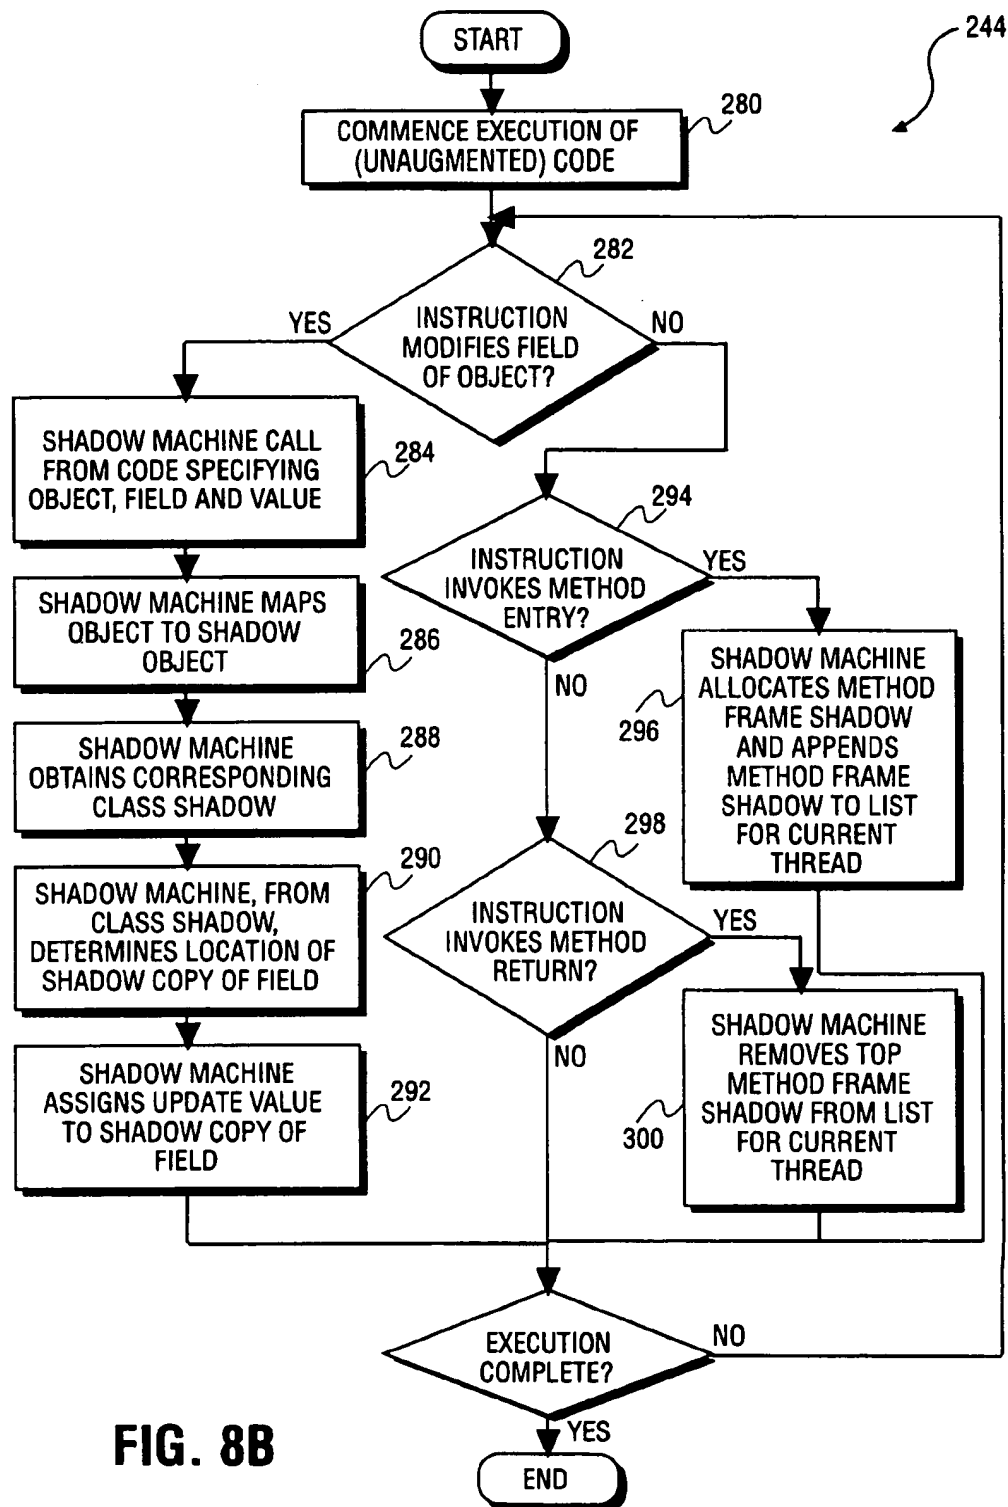 START
244
COMMENCE EXECUTION OF
(UNAUGMENTED) CODE
280
282
INSTRUCTION
MODIFIES FIELD
OF OBJECT?
YES
NO
SHADOW MACHINE CALL
FROM CODE SPECIFYING
OBJECT, FIELD AND VALUE
284
SHADOW MACHINE MAPS
OBJECT TO SHADOW
OBJECT
286
SHADOW MACHINE
OBTAINS CORRESPONDING
CLASS SHADOW
288
SHADOW MACHINE, FROM
CLASS SHADOW,
DETERMINES LOCATION OF
SHADOW COPY OF FIELD
290
SHADOW MACHINE
ASSIGNS UPDATE VALUE
TO SHADOW COPY OF
FIELD
292
294
INSTRUCTION
INVOKES METHOD
ENTRY?
YES
NO
SHADOW MACHINE
ALLOCATES METHOD
FRAME SHADOW
AND APPENDS
METHOD FRAME
SHADOW TO LIST
FOR CURRENT
THREAD
296
298
INSTRUCTION
INVOKES METHOD
RETURN?
YES
NO
SHADOW MACHINE
REMOVES TOP
METHOD FRAME
SHADOW FROM LIST
FOR CURRENT
THREAD
300
EXECUTION
COMPLETE?
NO
YES
END
FIG. 8B